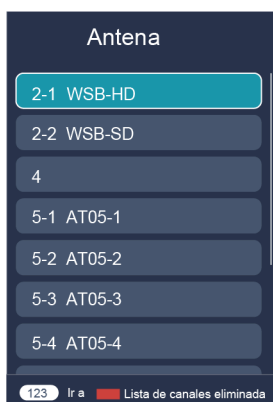 Antena
2-1 WSB-HD
2-2 WSB-SD
4
5-1 AT05-1
5-2 AT05-2
5-3 AT05-3
5-4 AT05-4
123 Ir a Lista de canales eliminada